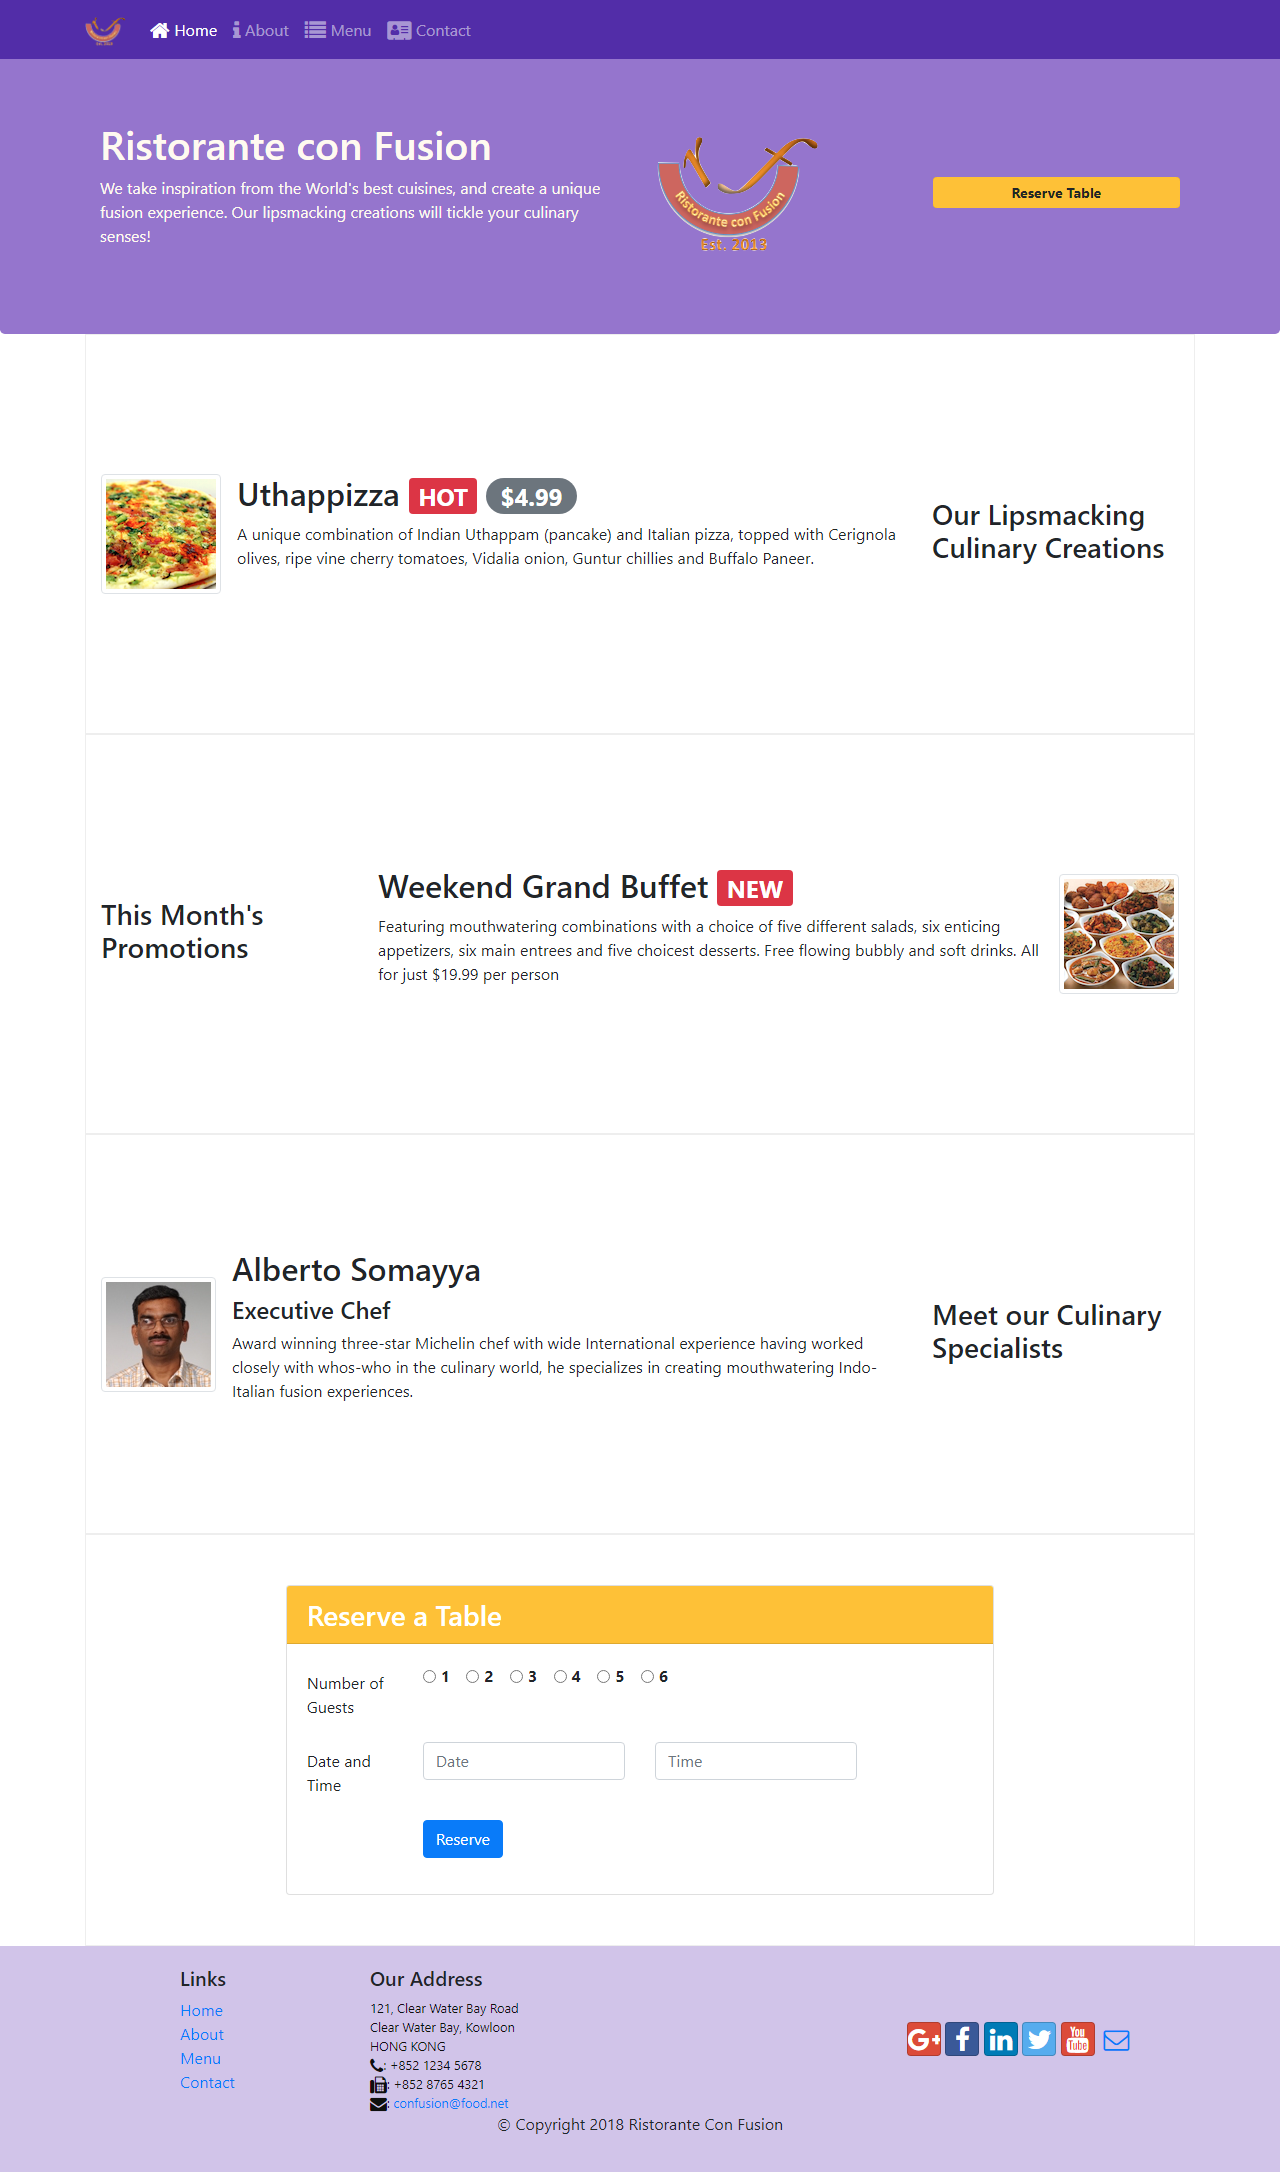 Home About Menu Contact
Ristorante con Fusion
We take inspiration from the World's best cuisines, and create a unique
fusion experience. Our lipsmacking creations will tickle your culinary
senses!
Ristorante con Fusion
Est. 2013
Reserve Table
Uthappizza HOT $4.99
A unique combination of Indian Uthappam (pancake) and Italian pizza, topped with Cerignola
olives, ripe vine cherry tomatoes, Vidalia onion, Guntur chillies and Buffalo Paneer.
Our Lipsmacking
Culinary Creations
This Month's
Promotions
Weekend Grand Buffet NEW
Featuring mouthwatering combinations with a choice of five different salads, six enticing
appetizers, six main entrees and five choicest desserts. Free flowing bubbly and soft drinks. All
for just $19.99 per person
Alberto Somayya
Executive Chef
Award winning three-star Michelin chef with wide International experience having worked
closely with whos-who in the culinary world, he specializes in creating mouthwatering Indo-
Italian fusion experiences.
Meet our Culinary
Specialists
Reserve a Table
Number of
Guests
1 2 3 4 5 6
Date and
Time
Date
Time
Reserve
Links
Home
About
Menu
Contact
Our Address
121, Clear Water Bay Road
Clear Water Bay, Kowloon
HONG KONG
: +852 1234 5678
: +852 8765 4321
: confusion@food.net
G+ f in You Tube
© Copyright 2018 Ristorante Con Fusion